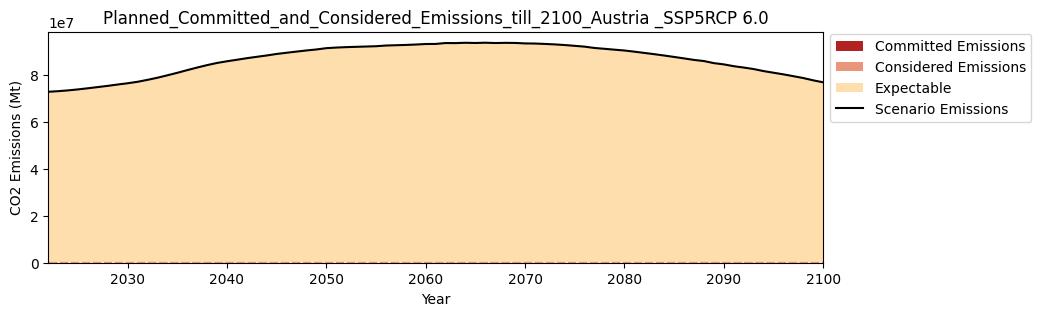 Planned_Committed_and_Considered_Emissions_till_2100_Austria _SSP5RCP 6.0
1e7
8
6
4
2
0
CO2 Emissions (Mt)
2030 2040 2050 2060 2070 2080 2090 2100
Year
Committed Emissions
Considered Emissions
Expectable
Scenario Emissions